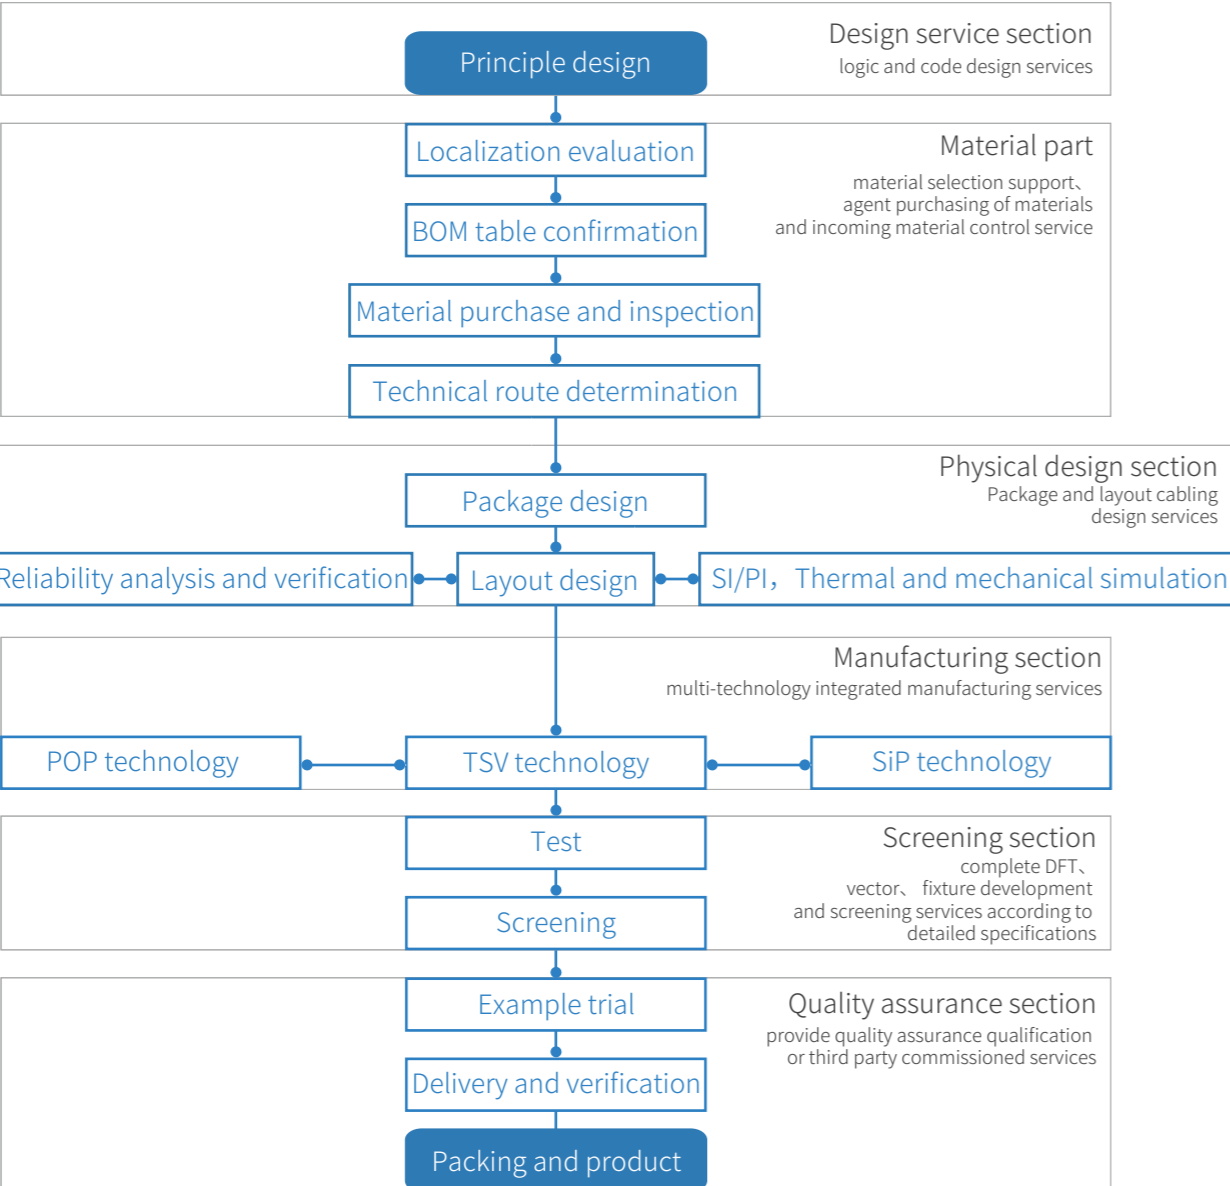 Design service section
logic and code design services
Principle design
Material part
material selection support、
agent purchasing of materials
and incoming material control service
Localization evaluation
BOM table confirmation
Material purchase and inspection
Technical route determination
Physical design section
Package and layout cabling
design services
Package design
Reliability analysis and verification
Layout design
SI/PI，Thermal and mechanical simulation
Manufacturing section
multi-technology integrated manufacturing services
POP technology
TSV technology
SiP technology
Screening section
complete DFT、
vector、 fixture development
and screening services according to
detailed specifications
Test
Screening
Quality assurance section
provide quality assurance qualification
or third party commissioned services
Example trial
Delivery and verification
Packing and product